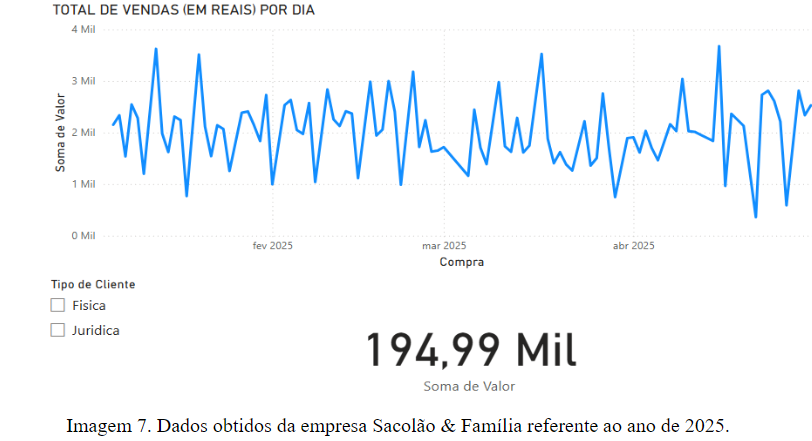 TOTAL DE VENDAS (EM REAIS) POR DIA
4 Mil
3 Mil
2 Mil
1 Mil
0 Mil
Soma de Valor
fev 2025
mar 2025
abr 2025
Compra
Tipo de Cliente
Fisica
Juridica
194,99 Mil
Soma de Valor
Imagem 7. Dados obtidos da empresa Sacolão & Família referente ao ano de 2025.